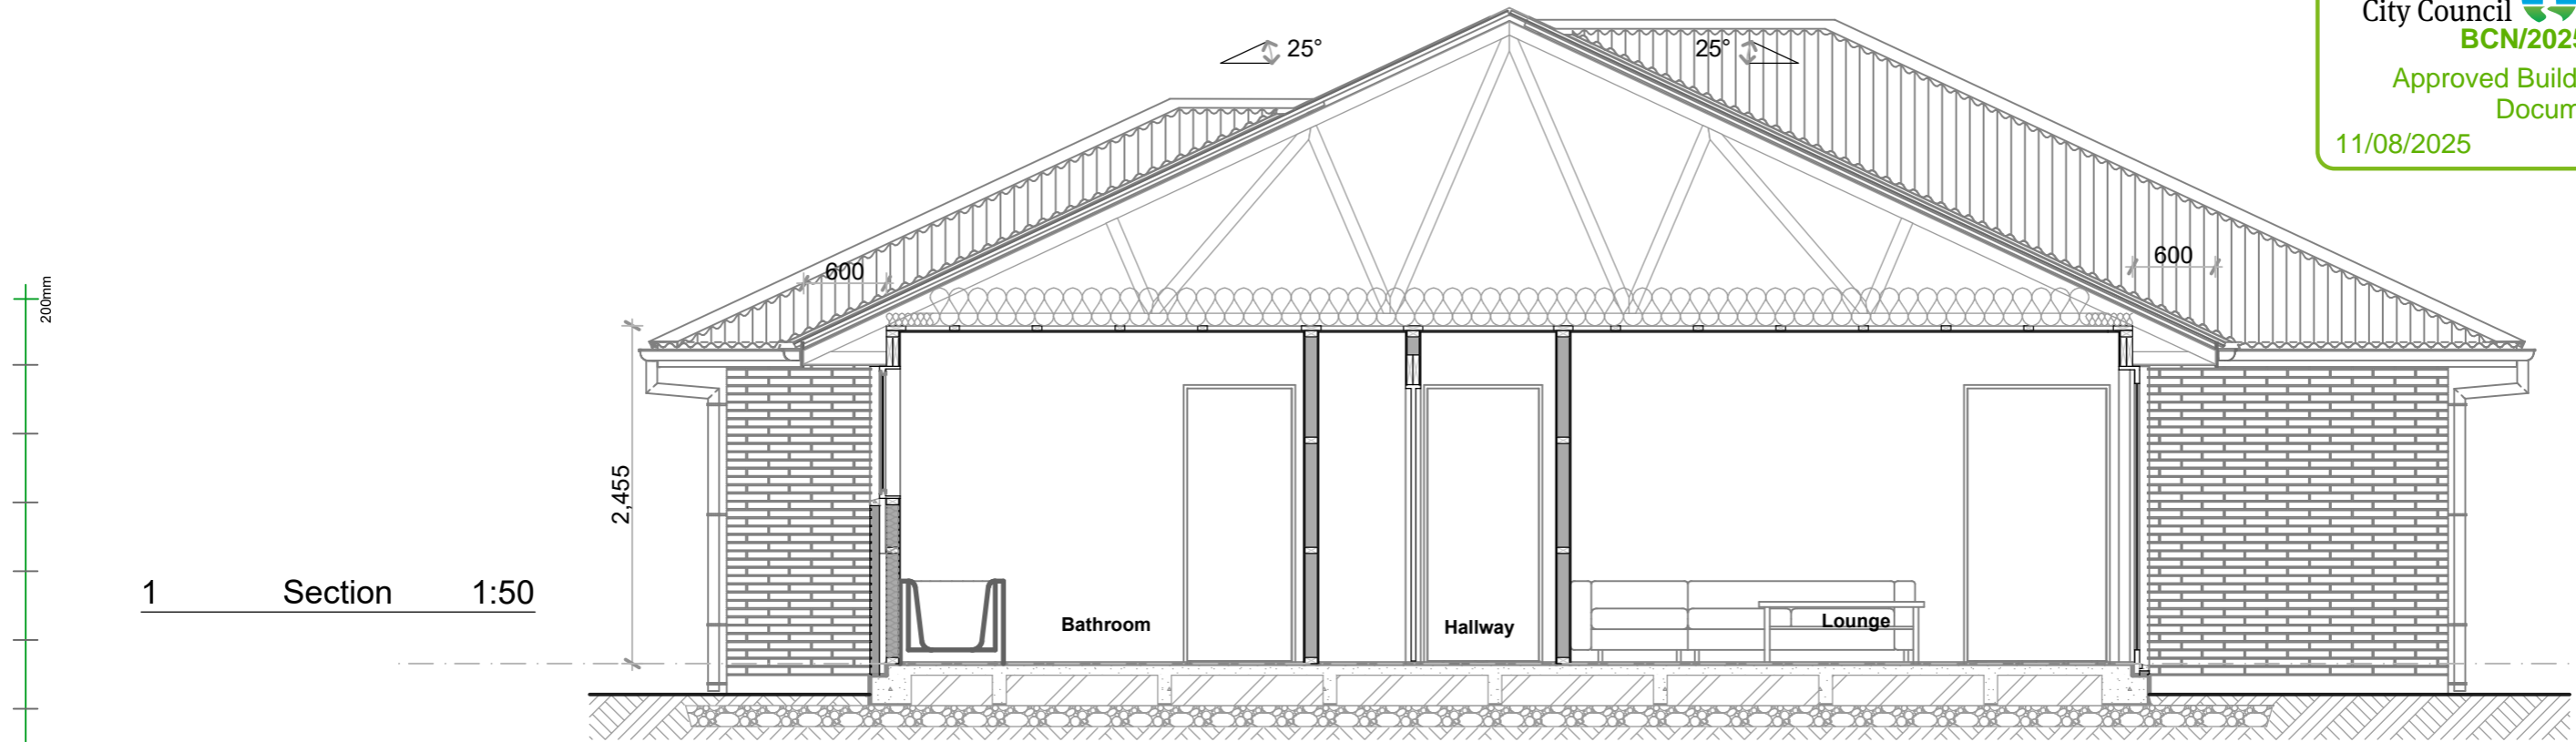 City Council
BCN/2025
Approved Build
Docum
11/08/2025
25°
25°
600
600
200mm
2,455
1 Section 1:50
Bathroom
Hallway
Lounge